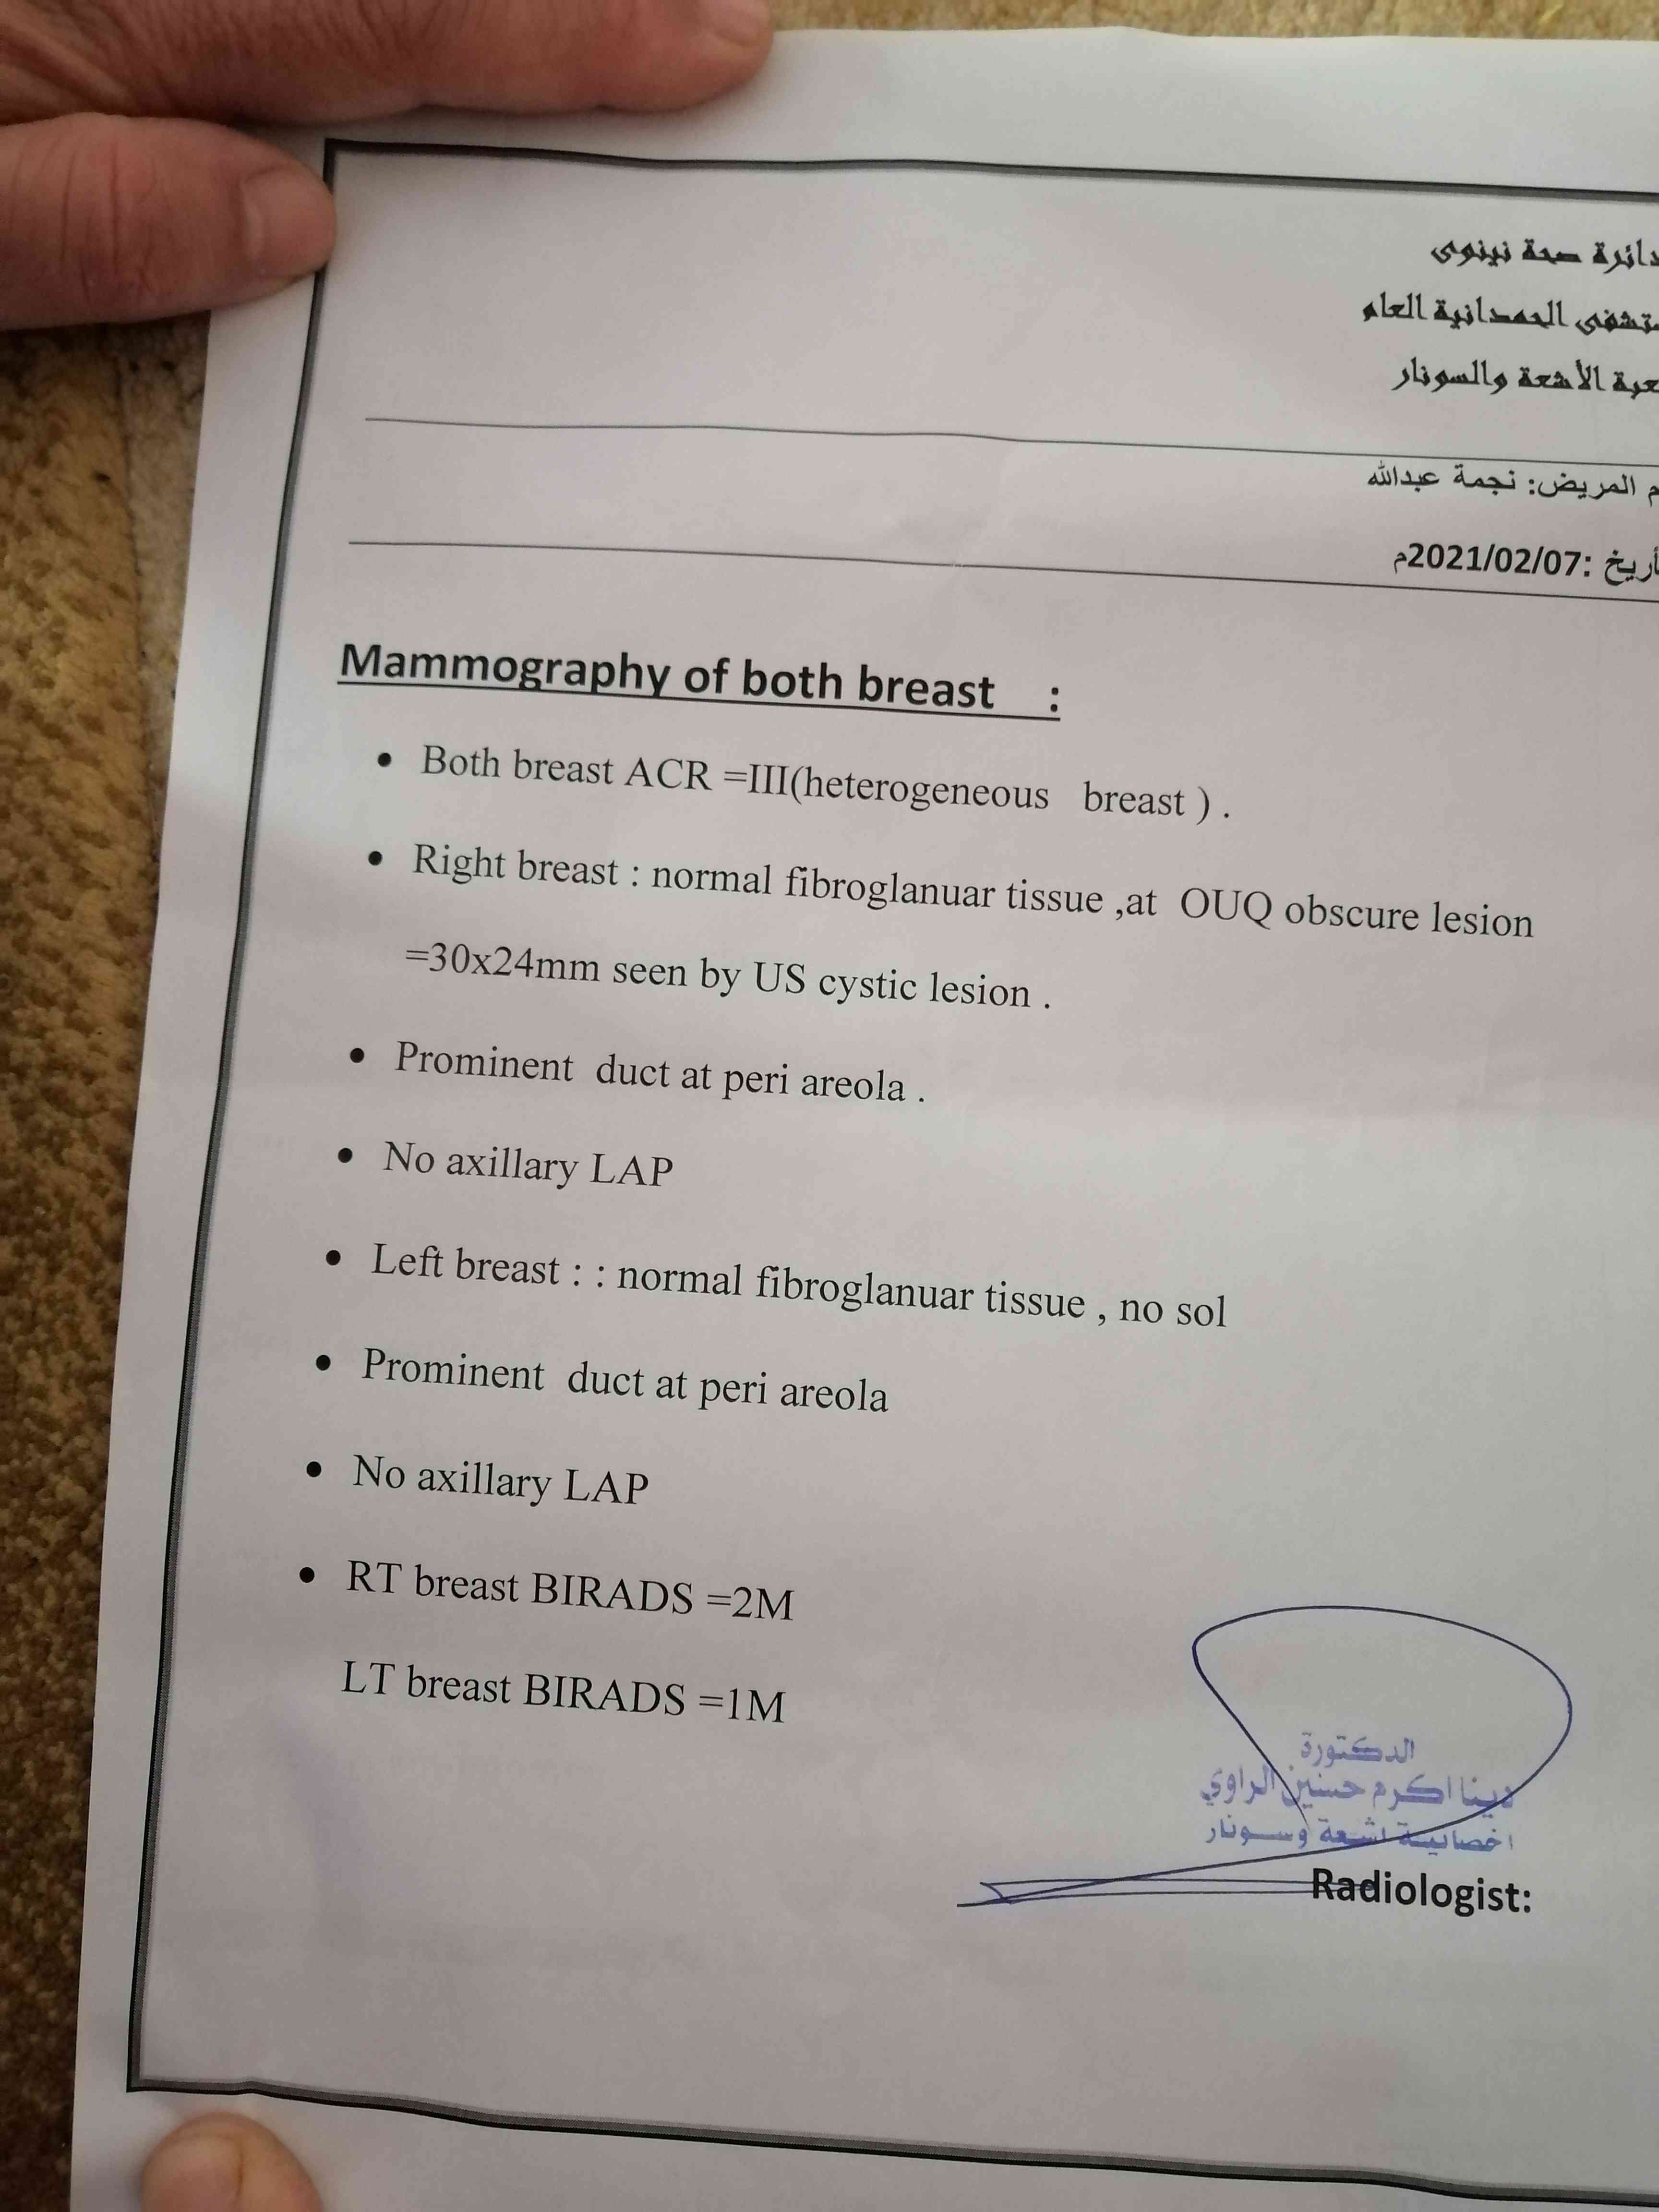 دائرة صحة نينوى
الحمدانية العام
الأشعة والسونار
المريض: نجمة عبدالله
2021/02/07م
Mammography of both breast :
• Both breast ACR =III(heterogeneous breast ) .
• Right breast : normal fibroglanuar tissue ,at OUQ obscure lesion
=30x24mm seen by US cystic lesion .
• Prominent duct at peri areola .
• No axillary LAP
• Left breast : : normal fibroglanuar tissue , no sol
• Prominent duct at peri areola
• No axillary LAP
• RT breast BIRADS =2M
LT breast BIRADS =1M
الدكتورة
دينا اكرم حسنين الراوي
اخصائية اشعة وسونار
Radiologist: